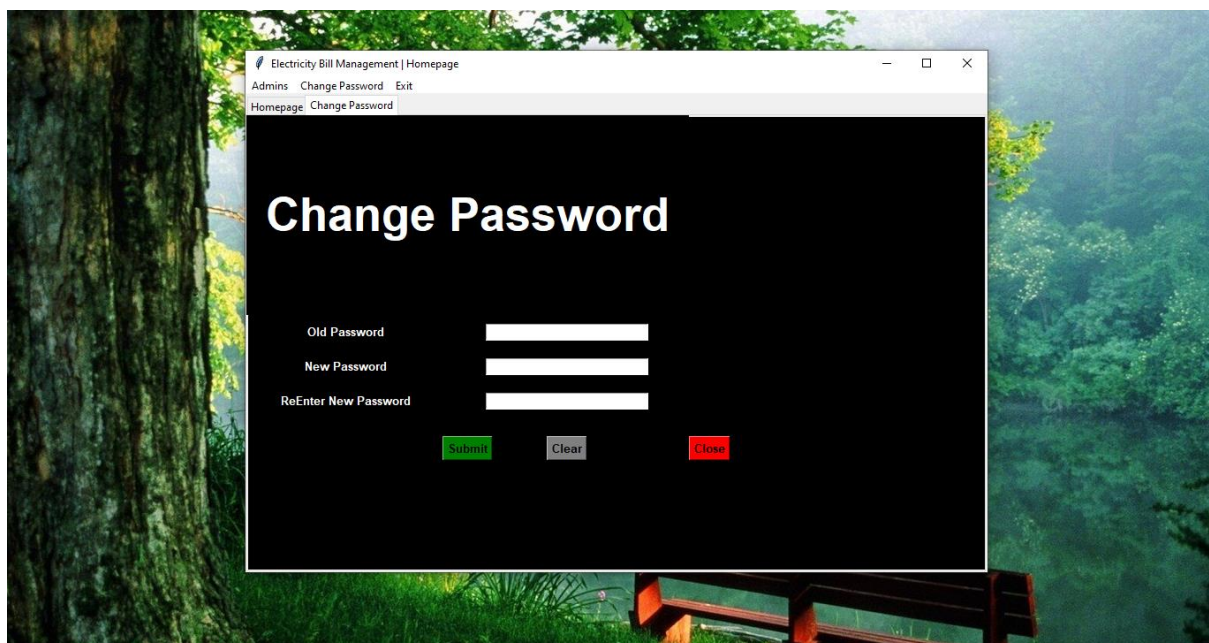 Electricity Bill Management | Homepage
Admins Change Password Exit
Homepage Change Password
Change Password
Old Password
New Password
ReEnter New Password
Submit Clear Close